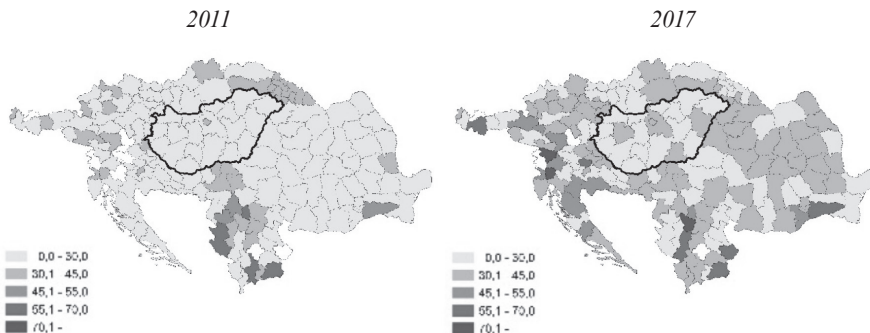 2011
2017
0,0 – 30,0
30,1 – 45,0
45,1 – 55,0
55,1 – 70,0
70,1 –
0,0 – 30,0
30,1 – 45,0
45,1 – 55,0
55,1 – 70,0
70,1 –